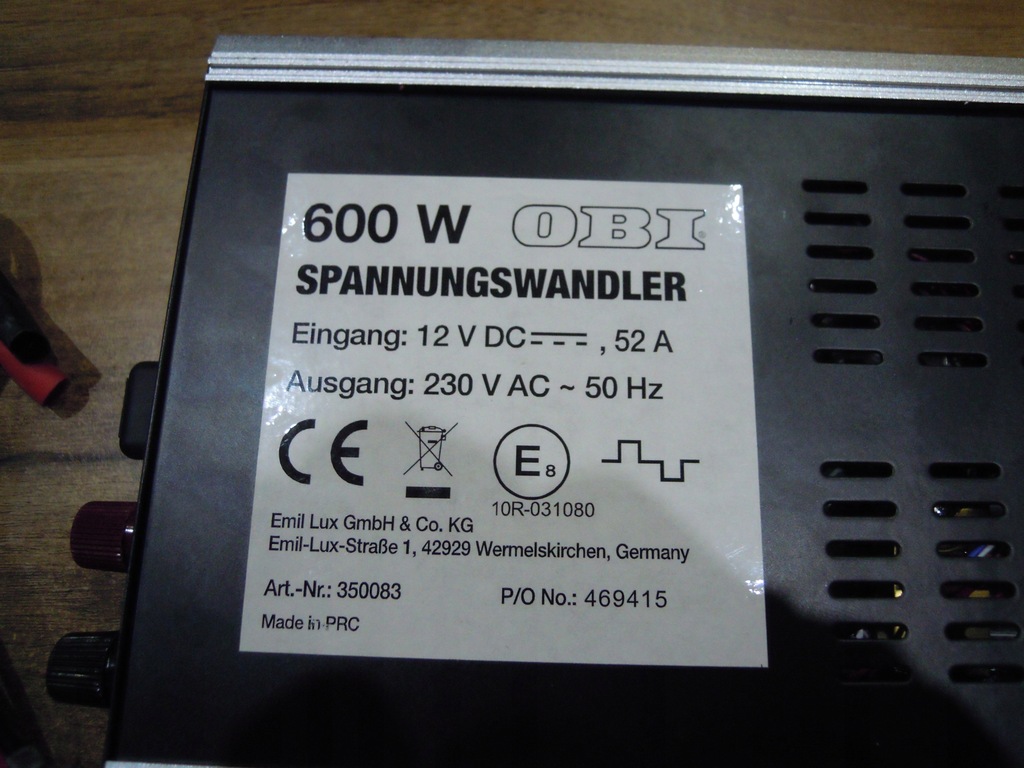 600 W OBI®
SPANNUNGSWANDLER
Eingang: 12 V DC⎓, 52 A
Ausgang: 230 V AC ~ 50 Hz
CE E8
10R-031080
Emil Lux GmbH & Co. KG
Emil-Lux-Straße 1, 42929 Wermelskirchen, Germany
Art.-Nr.: 350083 P/O No.: 469415
Made in PRC